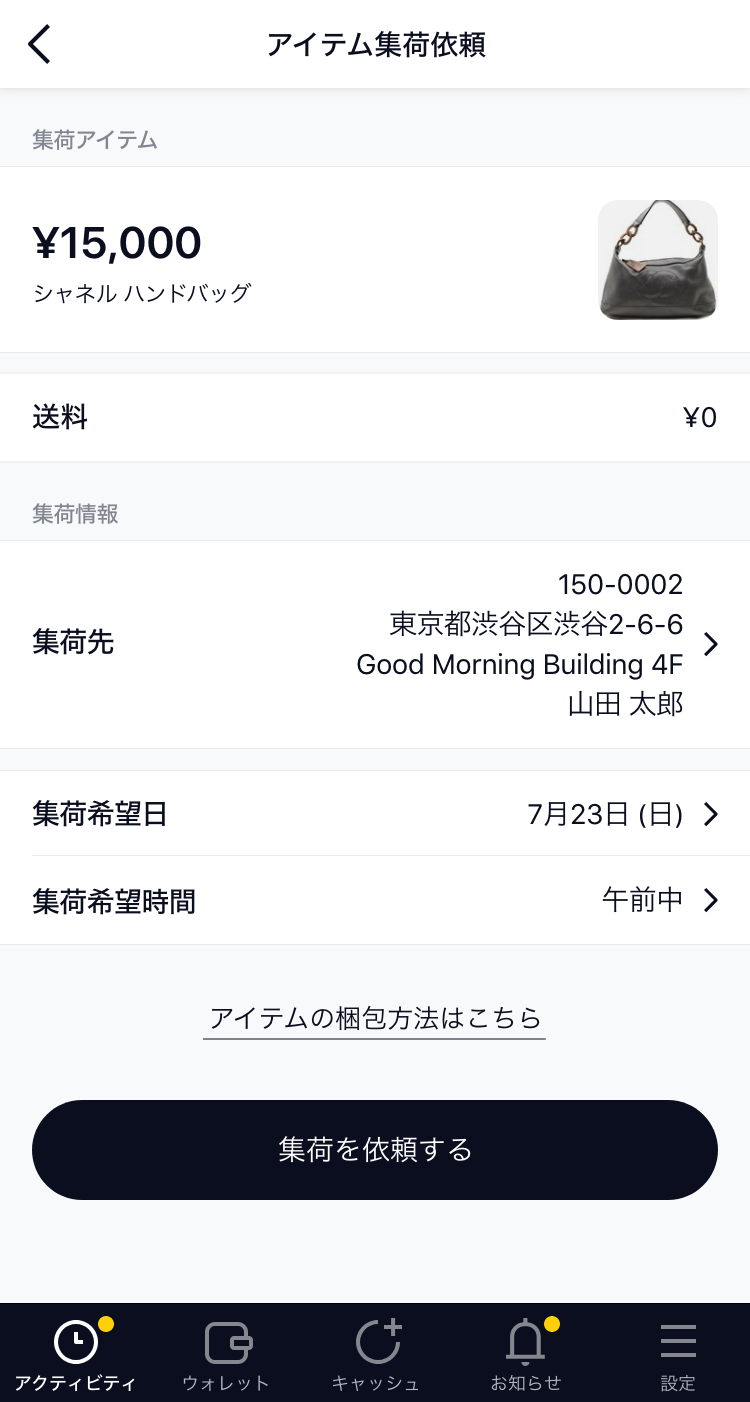 アイテム集荷依頼
集荷アイテム
¥15,000
シャネル ハンドバッグ
送料
¥0
集荷情報
集荷先
150-0002
東京都渋谷区渋谷2-6-6
Good Morning Building 4F
山田 太郎
集荷希望日
7月23日 (日)
集荷希望時間
午前中
アイテムの梱包方法はこちら
集荷を依頼する
アクティビティ
ウォレット
キャッシュ
お知らせ
設定